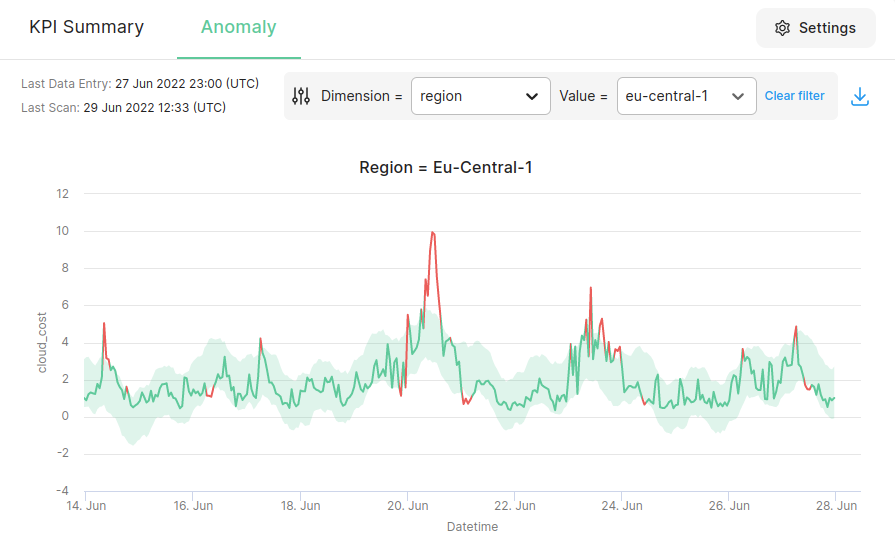 KPI Summary
Anomaly
Settings
Last Data Entry: 27 Jun 2022 23:00 (UTC)
Last Scan: 29 Jun 2022 12:33 (UTC)
Dimension = region Value = eu-central-1 Clear filter
Region = Eu-Central-1
cloud_cost
12
10
8
6
4
2
0
-2
-4
14. Jun 16. Jun 18. Jun 20. Jun 22. Jun 24. Jun 26. Jun 28. Jun
Datetime